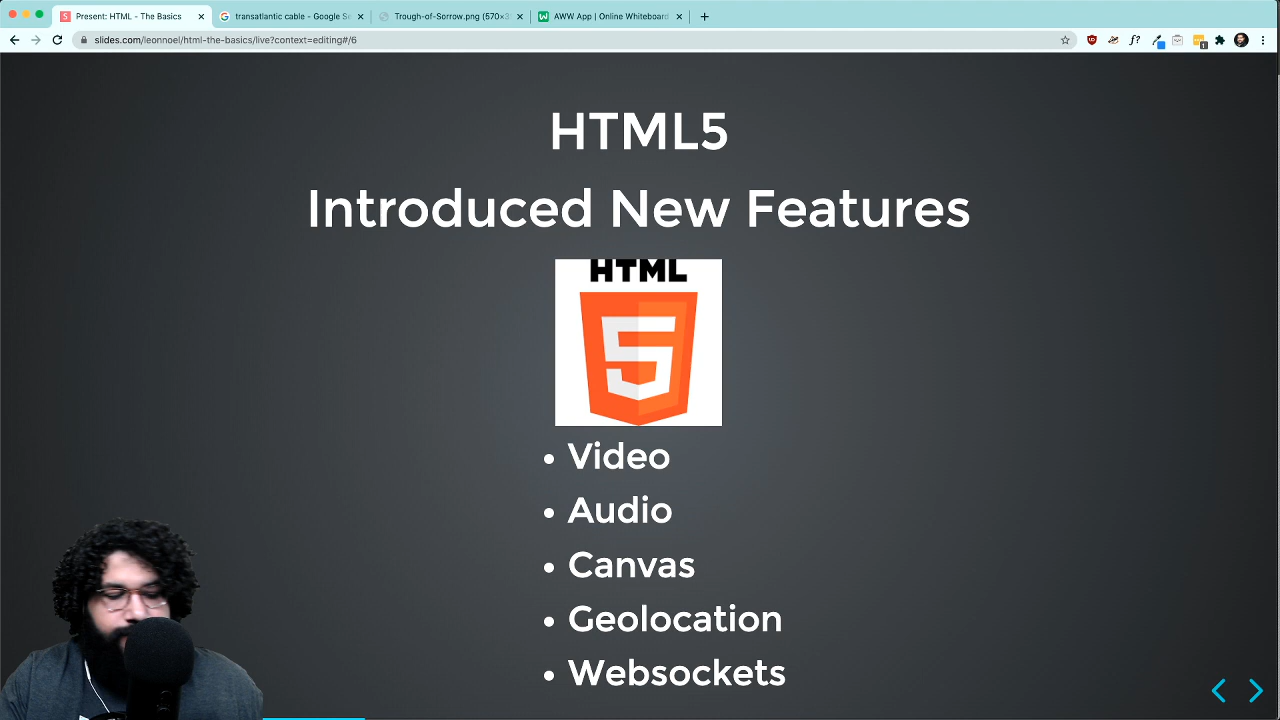 Present: HTML - The Basics
transatlantic cable - Google Se
Trough-of-Sorrow.png (570×3
AWW App | Online Whiteboard
slides.com/leonnoel/html-the-basics/live?context=editing#/6
HTML5
Introduced New Features
HTML
5
Video
Audio
Canvas
Geolocation
Websockets